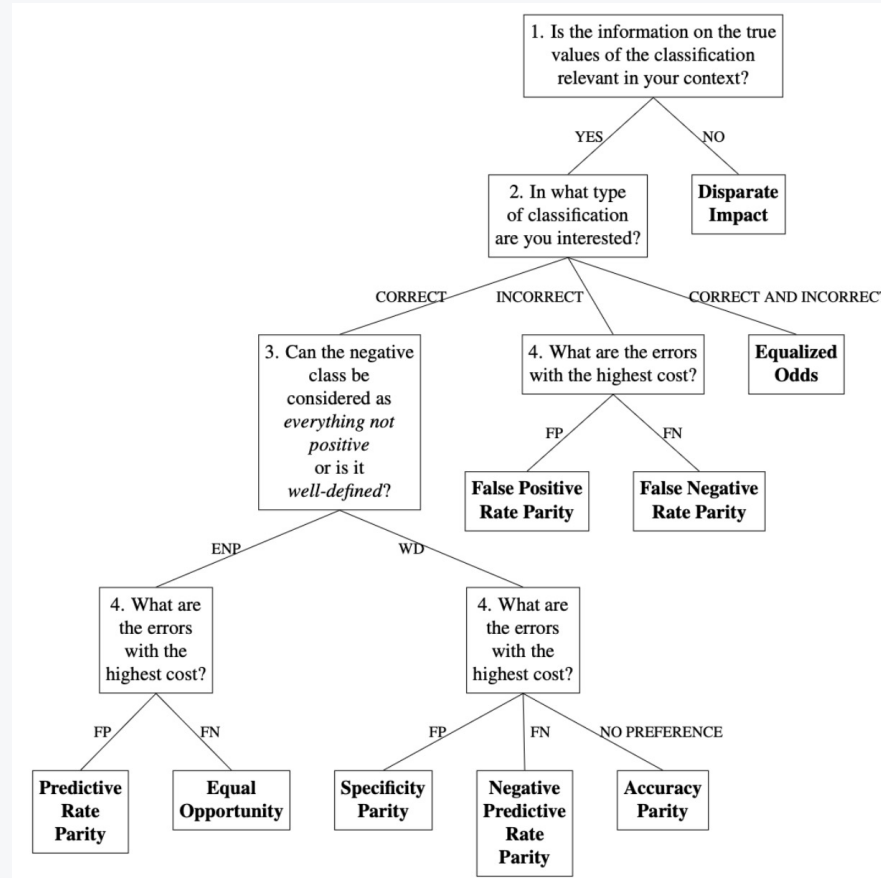 1. Is the information on the true
values of the classification
relevant in your context?
YES
NO
2. In what type
of classification
are you interested?
Disparate
Impact
CORRECT
INCORRECT
CORRECT AND INCORREC
3. Can the negative
class be
considered as
everything not
positive
or is it
well-defined?
4. What are the errors
with the highest cost?
Equalized
Odds
FP
FN
False Positive
Rate Parity
False Negative
Rate Parity
ENP
WD
4. What are
the errors
with the
highest cost?
4. What are
the errors
with the
highest cost?
FP
FN
FP
FN
NO PREFERENCE
Predictive
Rate
Parity
Equal
Opportunity
Specificity
Parity
Negative
Predictive
Rate
Parity
Accuracy
Parity